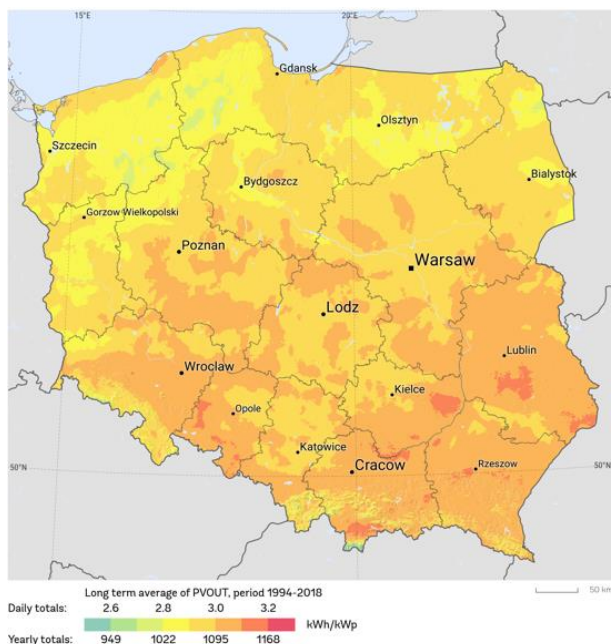 15°E 20°E
Gdansk
Olsztyn
Szczecin
Bialystok
Bydgoszcz
Gorzow Wielkopolski
Poznan
Warsaw
Lodz
Lublin
Wrocław
Kielce
Opole
Katowice
50°N Cracow Rzeszow 50°N
50 km
Long term average of PVOUT, period 1994-2018
Daily totals: 2.6 2.8 3.0 3.2
kWh/kWp
Yearly totals: 949 1022 1095 1168